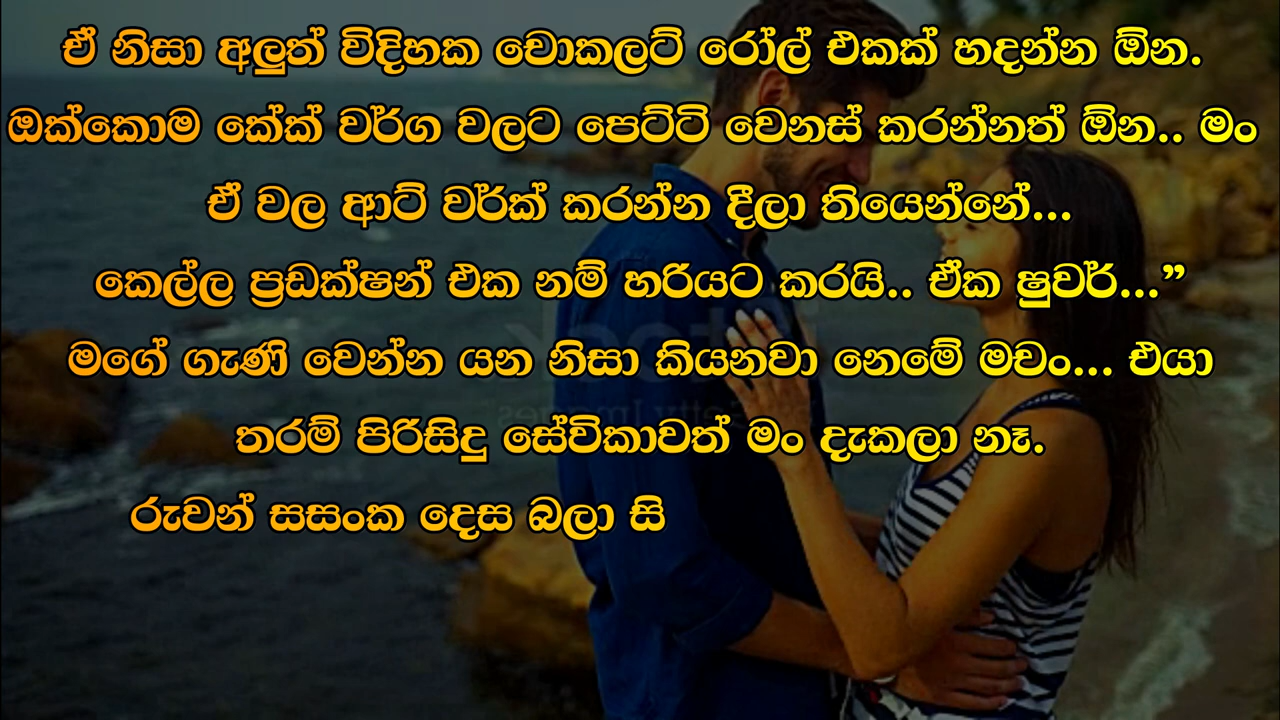 ඒ නිසා අලුත් විදිහක චොකලට් රෝල් එකක් හදන්න ඕන.
ඔක්කොම කේක් වර්ග වලට පෙට්ටි වෙනස් කරන්නත් ඕන.. මං
ඒ වල ආට් වර්ක් කරන්න දීලා තියෙන්නේ...
කෙල්ල ප්‍රඩක්ෂන් එක නම් හරියට කරයි.. ඒක ෂුවර්...”
මගේ ගැණි වෙන්න යන නිසා කියනවා නෙමේ මචං... එයා
තරම් පිරිසිදු සේවිකාවත් මං දැකලා නෑ.
රුවන් සසංක දෙස බලා සි